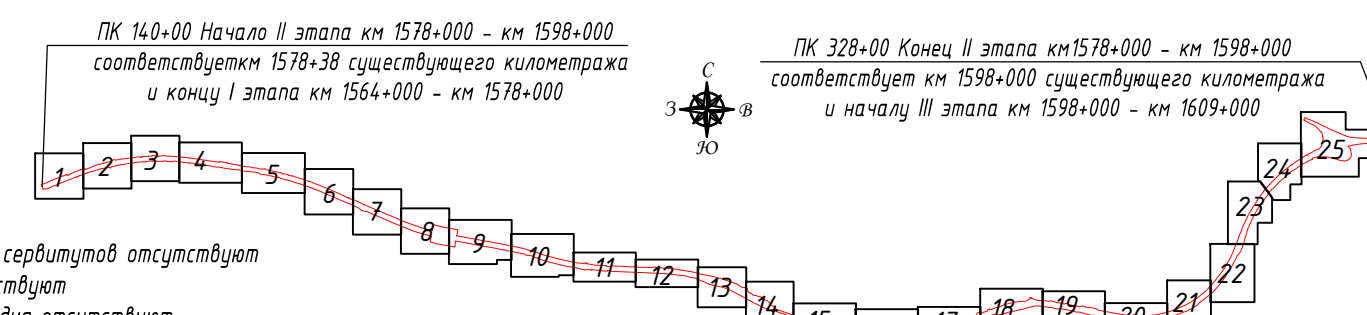 ПК 140+00 Начало II этапа км 1578+000 - км 1598+000
соответствуеткм 1578+38 существующего километража
и концу I этапа км 1564+000 - км 1578+000
ПК 328+00 Конец II этапа км1578+000 - км 1598+000
соответствует км 1598+000 существующего километража
и началу III этапа км 1598+000 - км 1609+000
С
З В
Ю
1 2 3 4 5 6 7 8 9 10 11 12 13 14 15 17 18 19 20 21 22 23 24 25
сервитутов отсутствуют
ствуют
отсутствуют